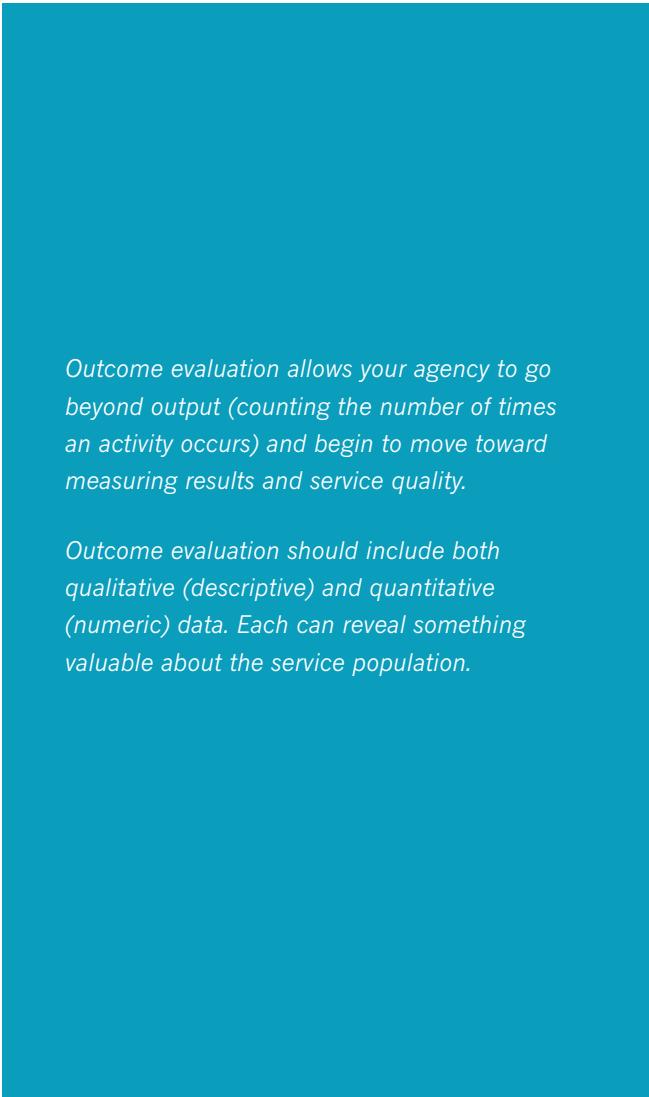 Outcome evaluation allows your agency to go
beyond output (counting the number of times
an activity occurs) and begin to move toward
measuring results and service quality.
Outcome evaluation should include both
qualitative (descriptive) and quantitative
(numeric) data. Each can reveal something
valuable about the service population.